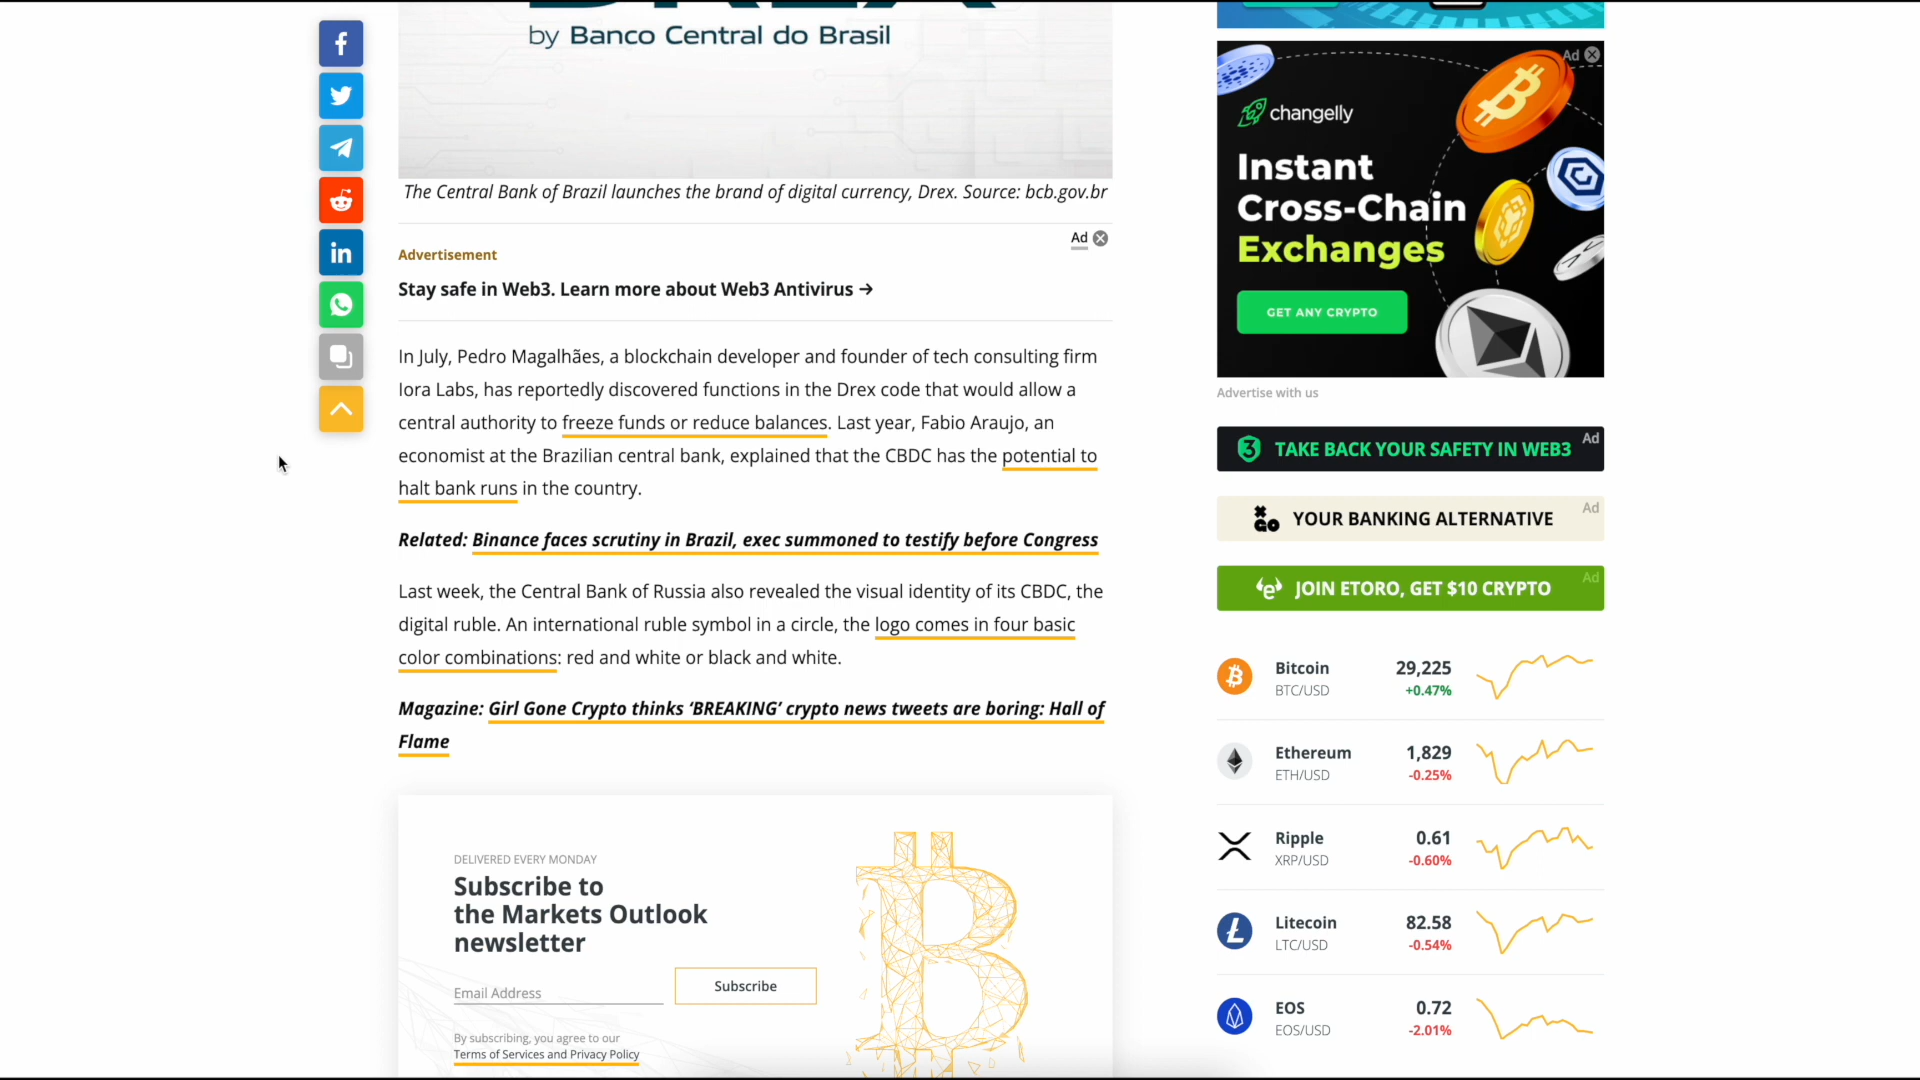 by Banco Central do Brasil
The Central Bank of Brazil launches the brand of digital currency, Drex. Source: bcb.gov.br
Ad
Advertisement
Stay safe in Web3. Learn more about Web3 Antivirus →
In July, Pedro Magalhães, a blockchain developer and founder of tech consulting firm
Iora Labs, has reportedly discovered functions in the Drex code that would allow a
central authority to freeze funds or reduce balances. Last year, Fabio Araujo, an
economist at the Brazilian central bank, explained that the CBDC has the potential to
halt bank runs in the country.
Related: Binance faces scrutiny in Brazil, exec summoned to testify before Congress
Last week, the Central Bank of Russia also revealed the visual identity of its CBDC, the
digital ruble. An international ruble symbol in a circle, the logo comes in four basic
color combinations: red and white or black and white.
Magazine: Girl Gone Crypto thinks ‘BREAKING’ crypto news tweets are boring: Hall of
Flame
DELIVERED EVERY MONDAY
Subscribe to
the Markets Outlook
newsletter
Email Address
Subscribe
By subscribing, you agree to our
Terms of Services and Privacy Policy
Ad
changelly
Instant
Cross-Chain
Exchanges
GET ANY CRYPTO
Advertise with us
TAKE BACK YOUR SAFETY IN WEB3
Ad
YOUR BANKING ALTERNATIVE
Ad
JOIN ETORO, GET $10 CRYPTO
Ad
Bitcoin 29,225
BTC/USD +0.47%
Ethereum 1,829
ETH/USD -0.25%
Ripple 0.61
XRP/USD -0.60%
Litecoin 82.58
LTC/USD -0.54%
EOS 0.72
EOS/USD -2.01%